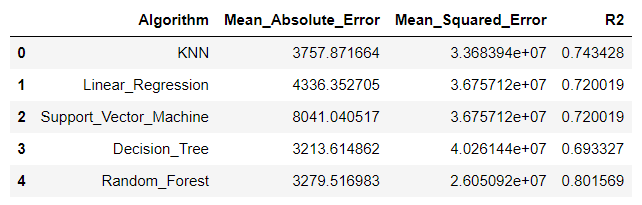 Algorithm Mean_Absolute_Error Mean_Squared_Error R2
0 KNN 3757.871664 3.368394e+07 0.743428
1 Linear_Regression 4336.352705 3.675712e+07 0.720019
2 Support_Vector_Machine 8041.040517 3.675712e+07 0.720019
3 Decision_Tree 3213.614862 4.026144e+07 0.693327
4 Random_Forest 3279.516983 2.605092e+07 0.801569